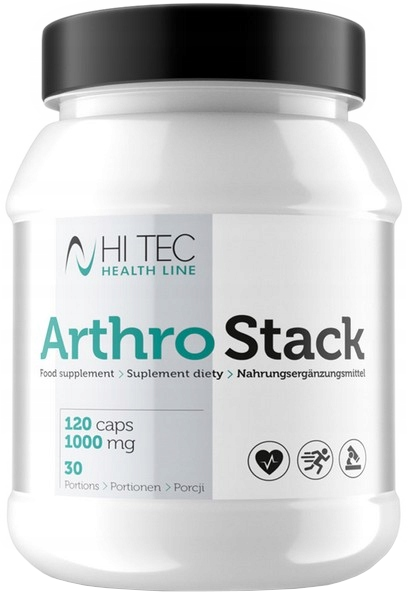 HI TEC
HEALTH LINE
Arthro Stack
Food supplement > Suplement diety > Nahrungsergänzungsmittel
120 caps
1000 mg
30
Portions > Portionen > Porcji